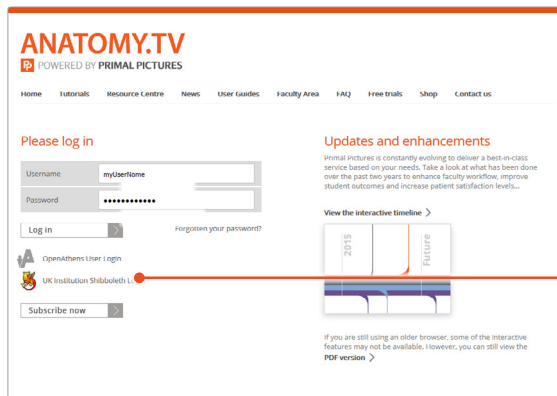 ANATOMY.TV
POWERED BY PRIMAL PICTURES
Home Tutorials Resource Centre News User Guides Faculty Area FAQ Free trials Shop Contact us
Please log in
Username myUserName
Password ••••••••••••
Log in
Forgotten your password?
OpenAthens User Login
UK Institution Shibboleth
Subscribe now
Updates and enhancements
Primal Pictures is constantly evolving to deliver a best-in-class
service based on your needs. Take a look at what has been done
over the past two years to enhance faculty workflow, improve
student outcomes and increase patient satisfaction levels...
View the interactive timeline
2015
Future
If you are still using an older browser, some of the interactive
features may not be available. However, you can still view the
PDF version